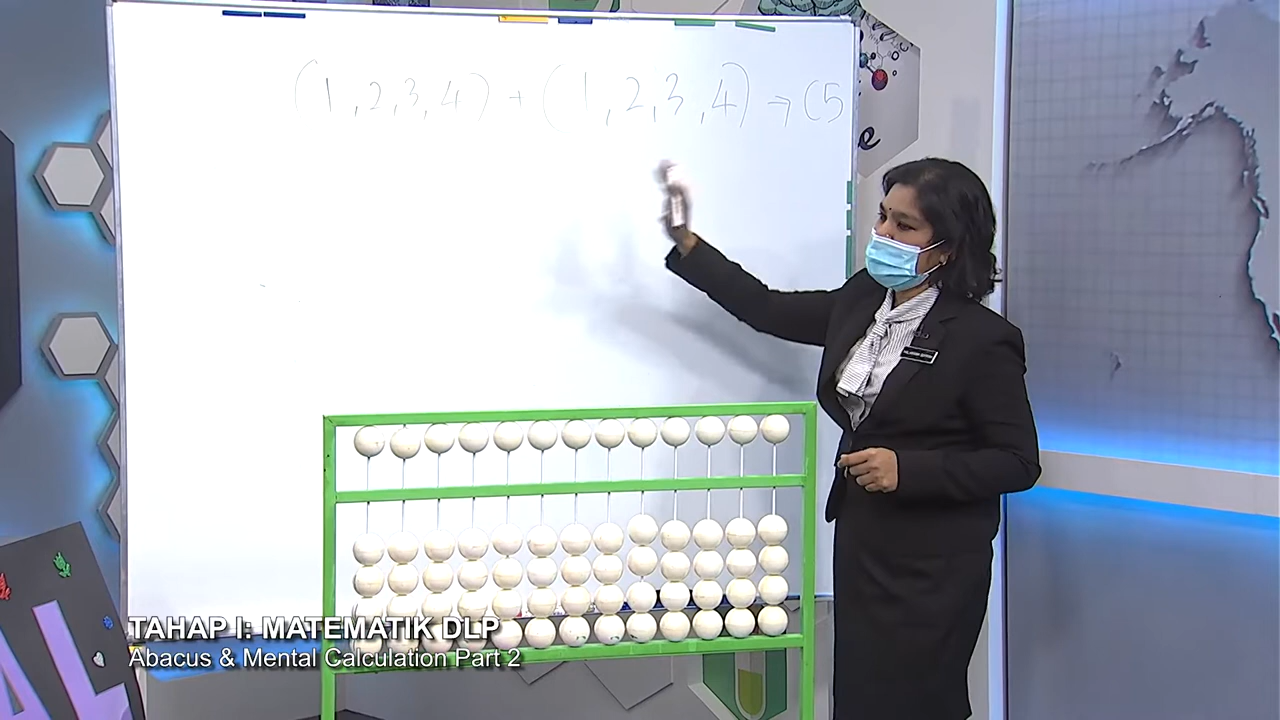 (1,2,3,4) + (1,2,3,4) → (5
TAHAP I: MATEMATIK DLP
Abacus & Mental Calculation Part 2